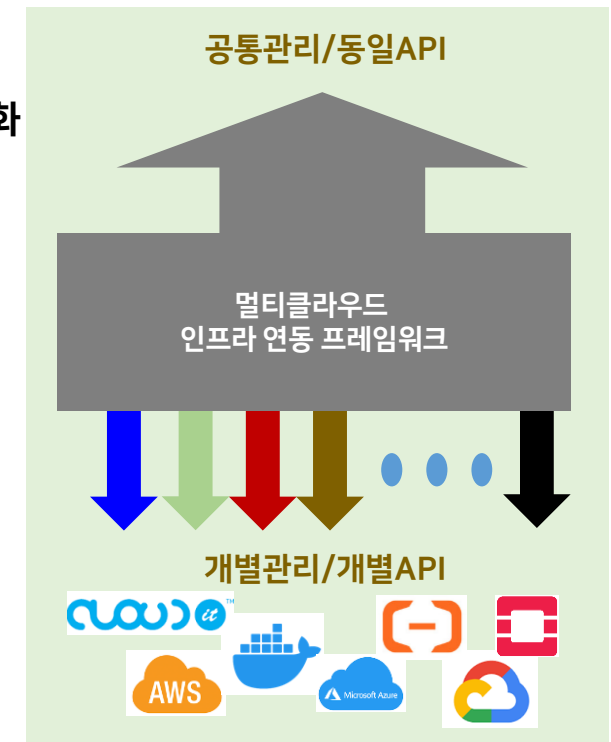 공통관리/동일API
화
멀티클라우드
인프라 연동 프레임워크
개별관리/개별API
CLOUD it™
AWS
Microsoft Azure